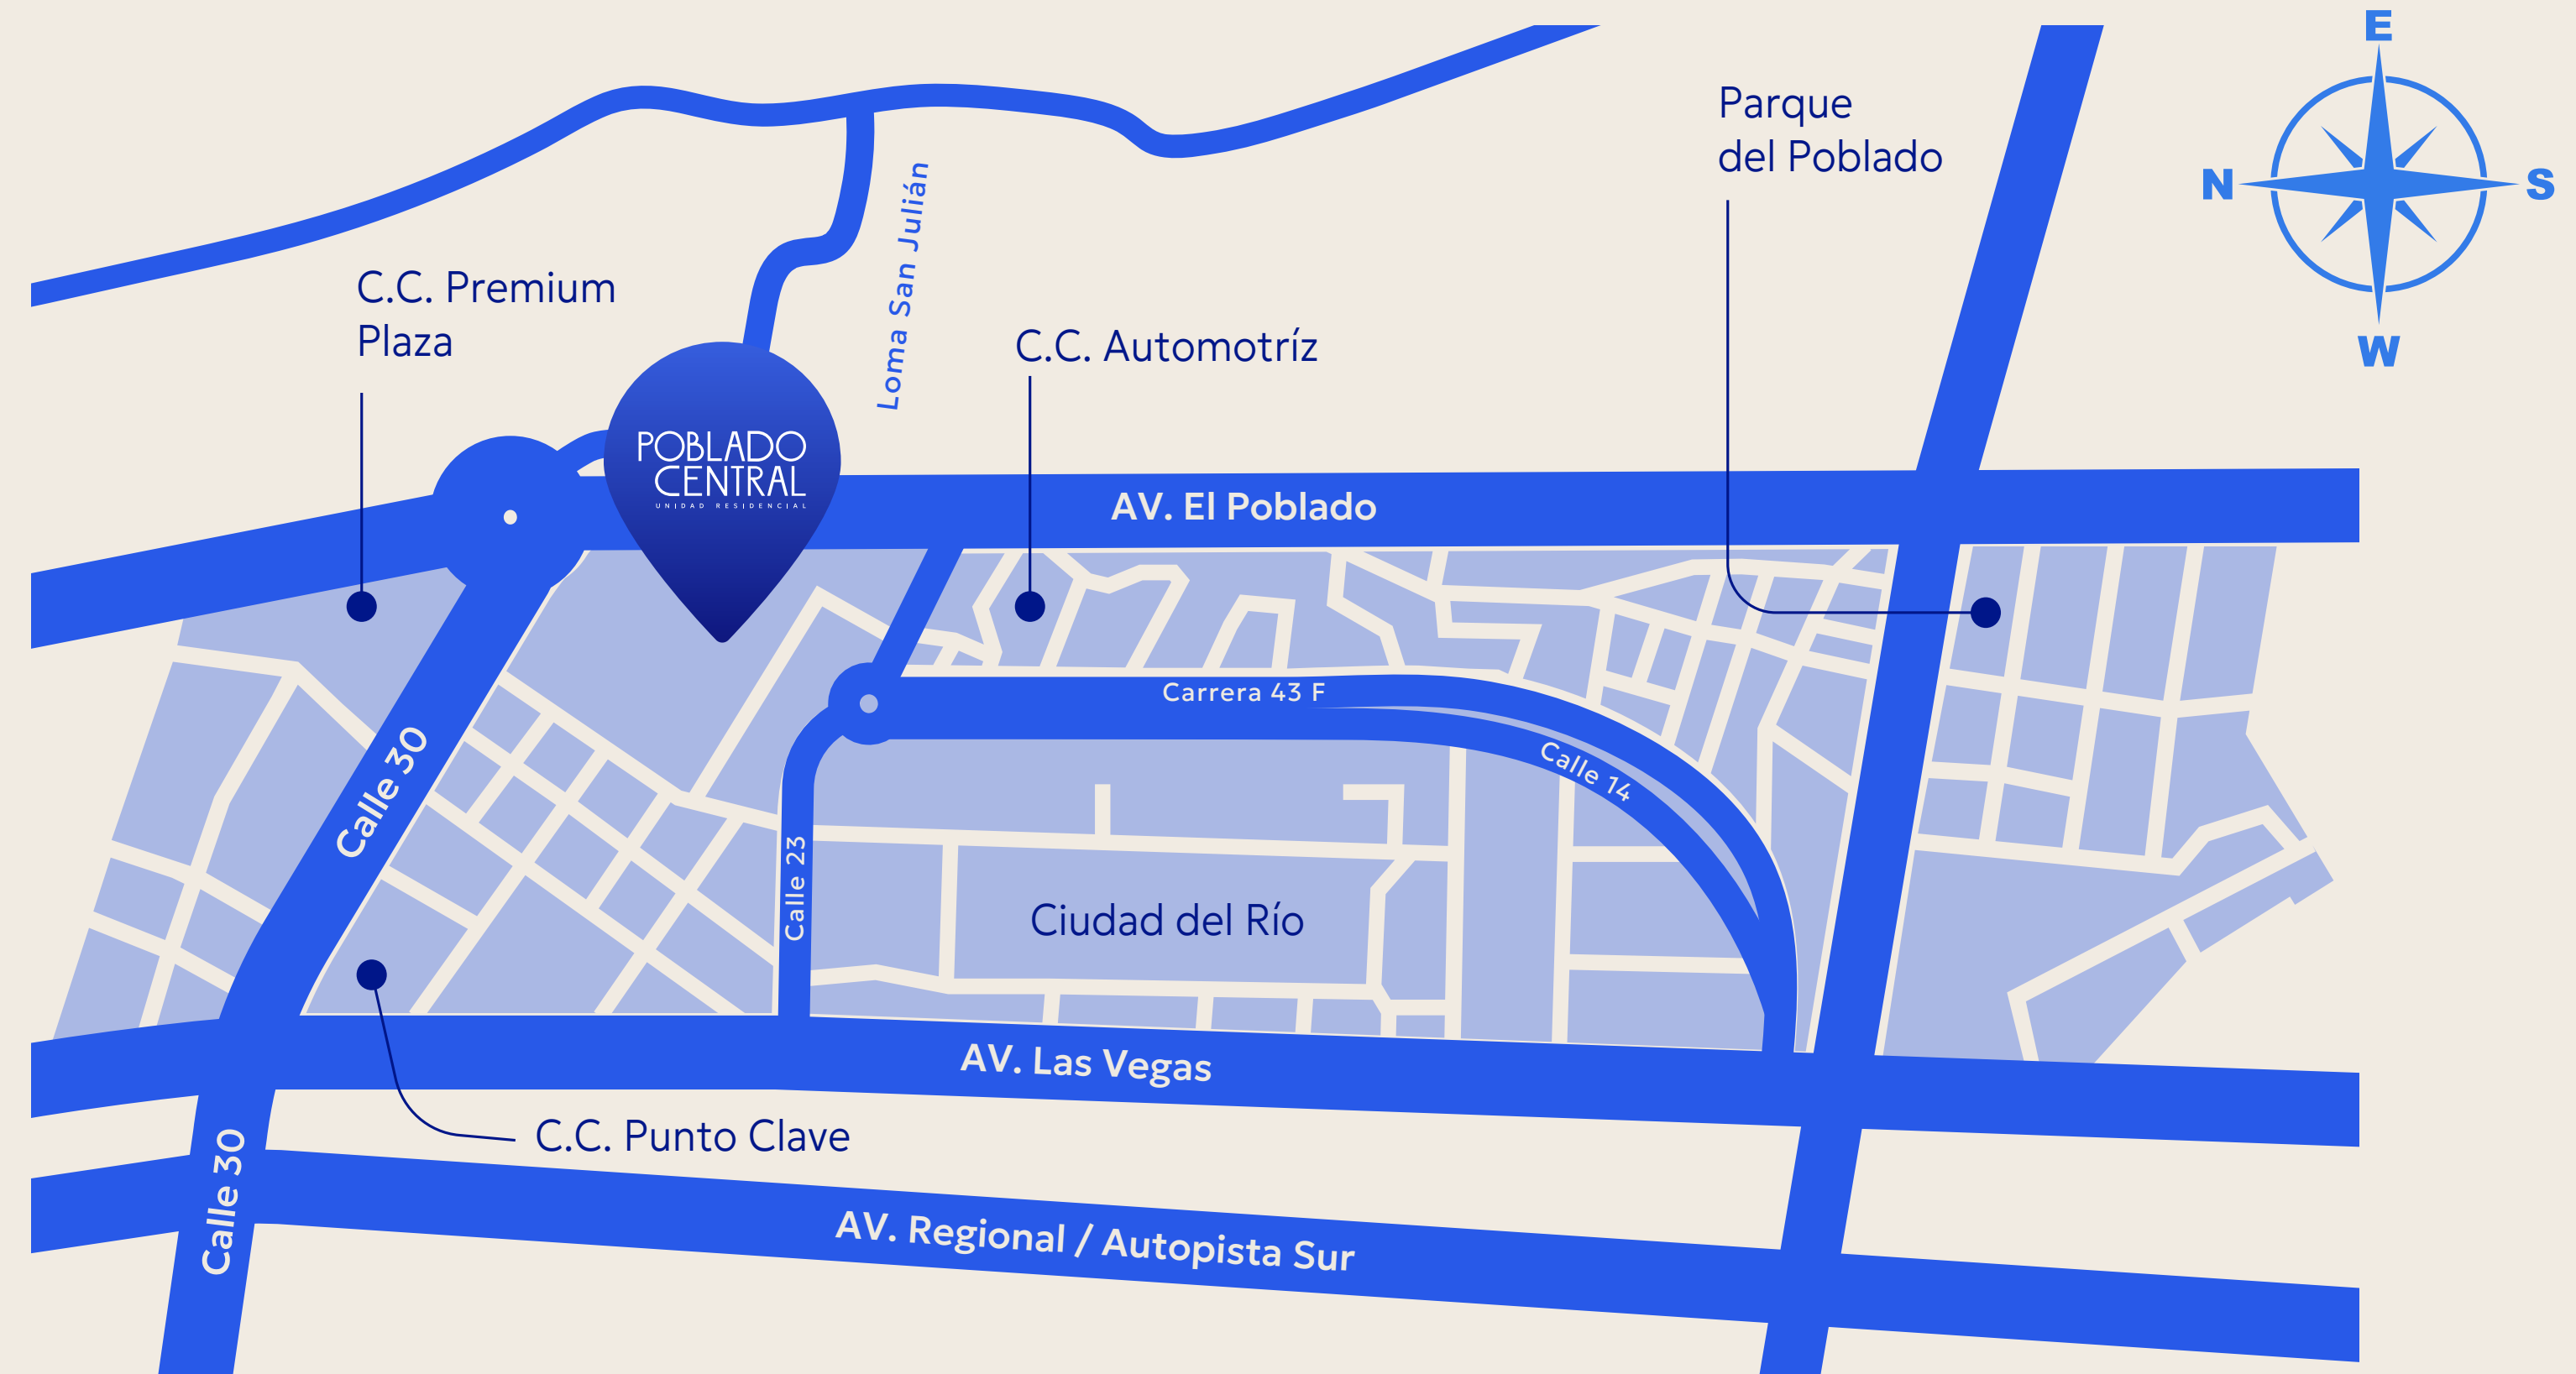 E
N
S
W
Parque
del Poblado
Loma San Julián
C.C. Premium
Plaza
C.C. Automotríz
POBLADO
CENTRAL
UNIDAD RESIDENCIAL
AV. El Poblado
Carrera 43 F
Calle 14
Calle 30
Calle 23
Ciudad del Río
AV. Las Vegas
C.C. Punto Clave
Calle 30
AV. Regional / Autopista Sur